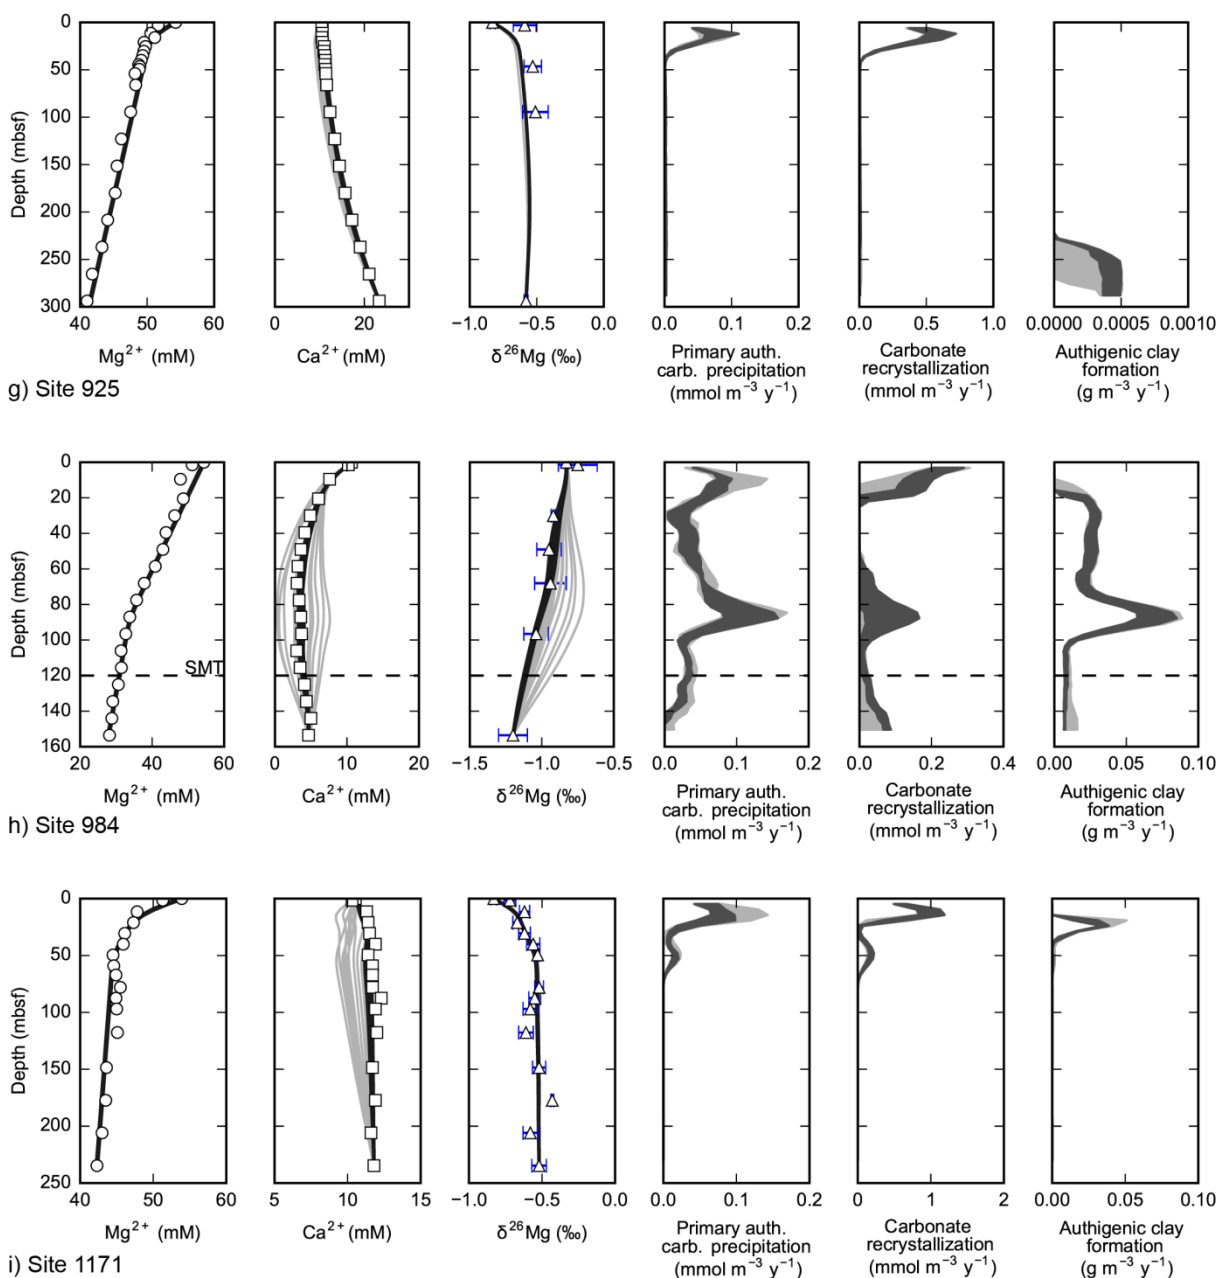 0
50
100
150
200
250
300
Depth (mbsf)
40 50 60
Mg²⁺ (mM)
0 10 20
Ca²⁺ (mM)
−1.0 −0.5 0.0
δ²⁶Mg (‰)
0.0 0.1 0.2
Primary auth.
carb. precipitation
(mmol m⁻³ y⁻¹)
0.0 0.5 1.0
Carbonate
recrystallization
(mmol m⁻³ y⁻¹)
0.0000 0.0005 0.0010
Authigenic clay
formation
(g m⁻³ y⁻¹)
g) Site 925
0
20
40
60
80
100
120
140
160
Depth (mbsf)
SMT
20 40 60
Mg²⁺ (mM)
0 10 20
Ca²⁺ (mM)
−1.5 −1.0 −0.5
δ²⁶Mg (‰)
0.0 0.1 0.2
Primary auth.
carb. precipitation
(mmol m⁻³ y⁻¹)
0.0 0.2 0.4
Carbonate
recrystallization
(mmol m⁻³ y⁻¹)
0.00 0.05 0.10
Authigenic clay
formation
(g m⁻³ y⁻¹)
h) Site 984
0
50
100
150
200
250
Depth (mbsf)
40 50 60
Mg²⁺ (mM)
5 10 15
Ca²⁺ (mM)
−1.0 −0.5 0.0
δ²⁶Mg (‰)
0.0 0.1 0.2
Primary auth.
carb. precipitation
(mmol m⁻³ y⁻¹)
0 1 2
Carbonate
recrystallization
(mmol m⁻³ y⁻¹)
0.00 0.05 0.10
Authigenic clay
formation
(g m⁻³ y⁻¹)
i) Site 1171